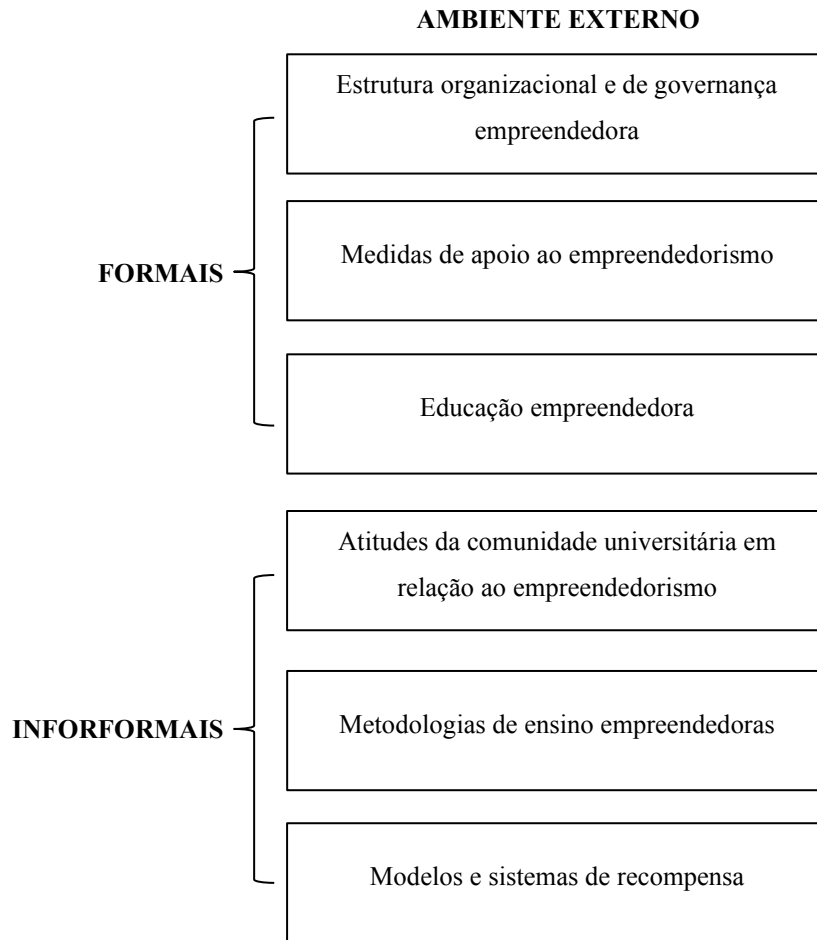 AMBIENTE EXTERNO
Estrutura organizacional e de governança
empreendedora
Medidas de apoio ao empreendedorismo
FORMAIS
Educação empreendedora
Atitudes da comunidade universitária em
relação ao empreendedorismo
Metodologias de ensino empreendedoras
INFORFORMAIS
Modelos e sistemas de recompensa